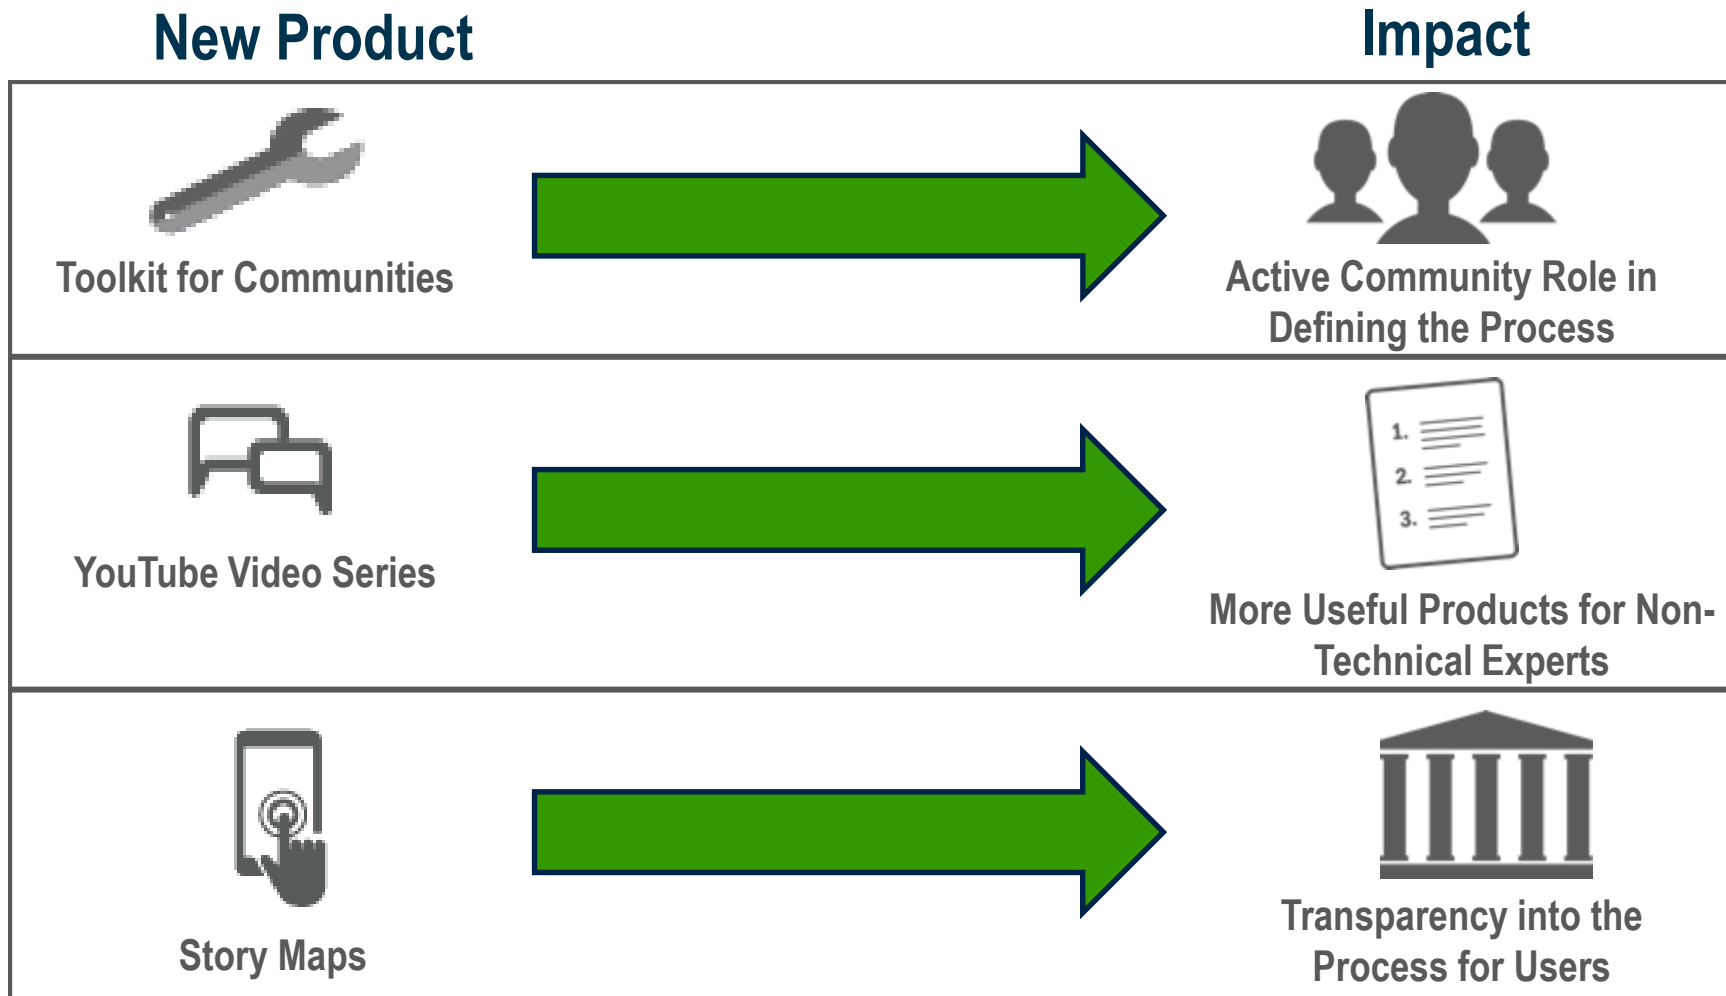 New Product
Impact
Toolkit for Communities
Active Community Role in
Defining the Process
YouTube Video Series
1.
2.
3.
More Useful Products for Non-
Technical Experts
Story Maps
Transparency into the
Process for Users